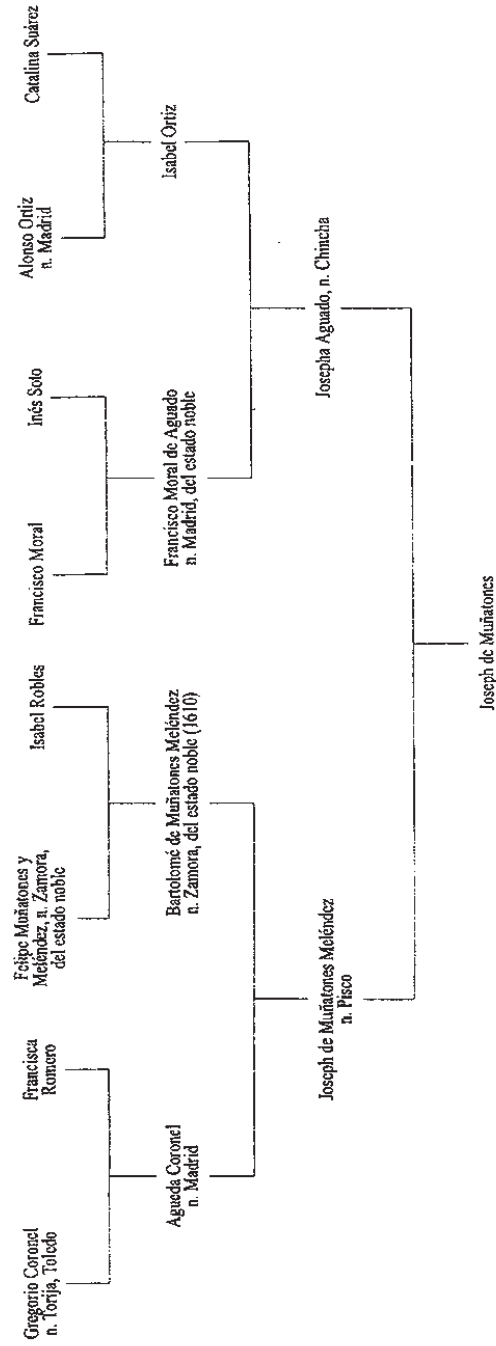 Gregorio Coronel
n. Torija, Toledo
Francisca
Romero
Felipe Muñatones y
Meléndez, n. Zamora,
del estado noble
Isabel Robles
Francisco Moral
Inés Soto
Alonso Ortiz
n. Madrid
Catalina Suárez
Agueda Coronel
n. Madrid
Bartolomé de Muñatones Meléndez
n. Zamora, del estado noble (1610)
Francisco Moral de Aguado
n. Madrid, del estado noble
Isabel Ortiz
Joseph de Muñatones Meléndez
n. Pisco
Josepha Aguado, n. Chincha
Joseph de Muñatones